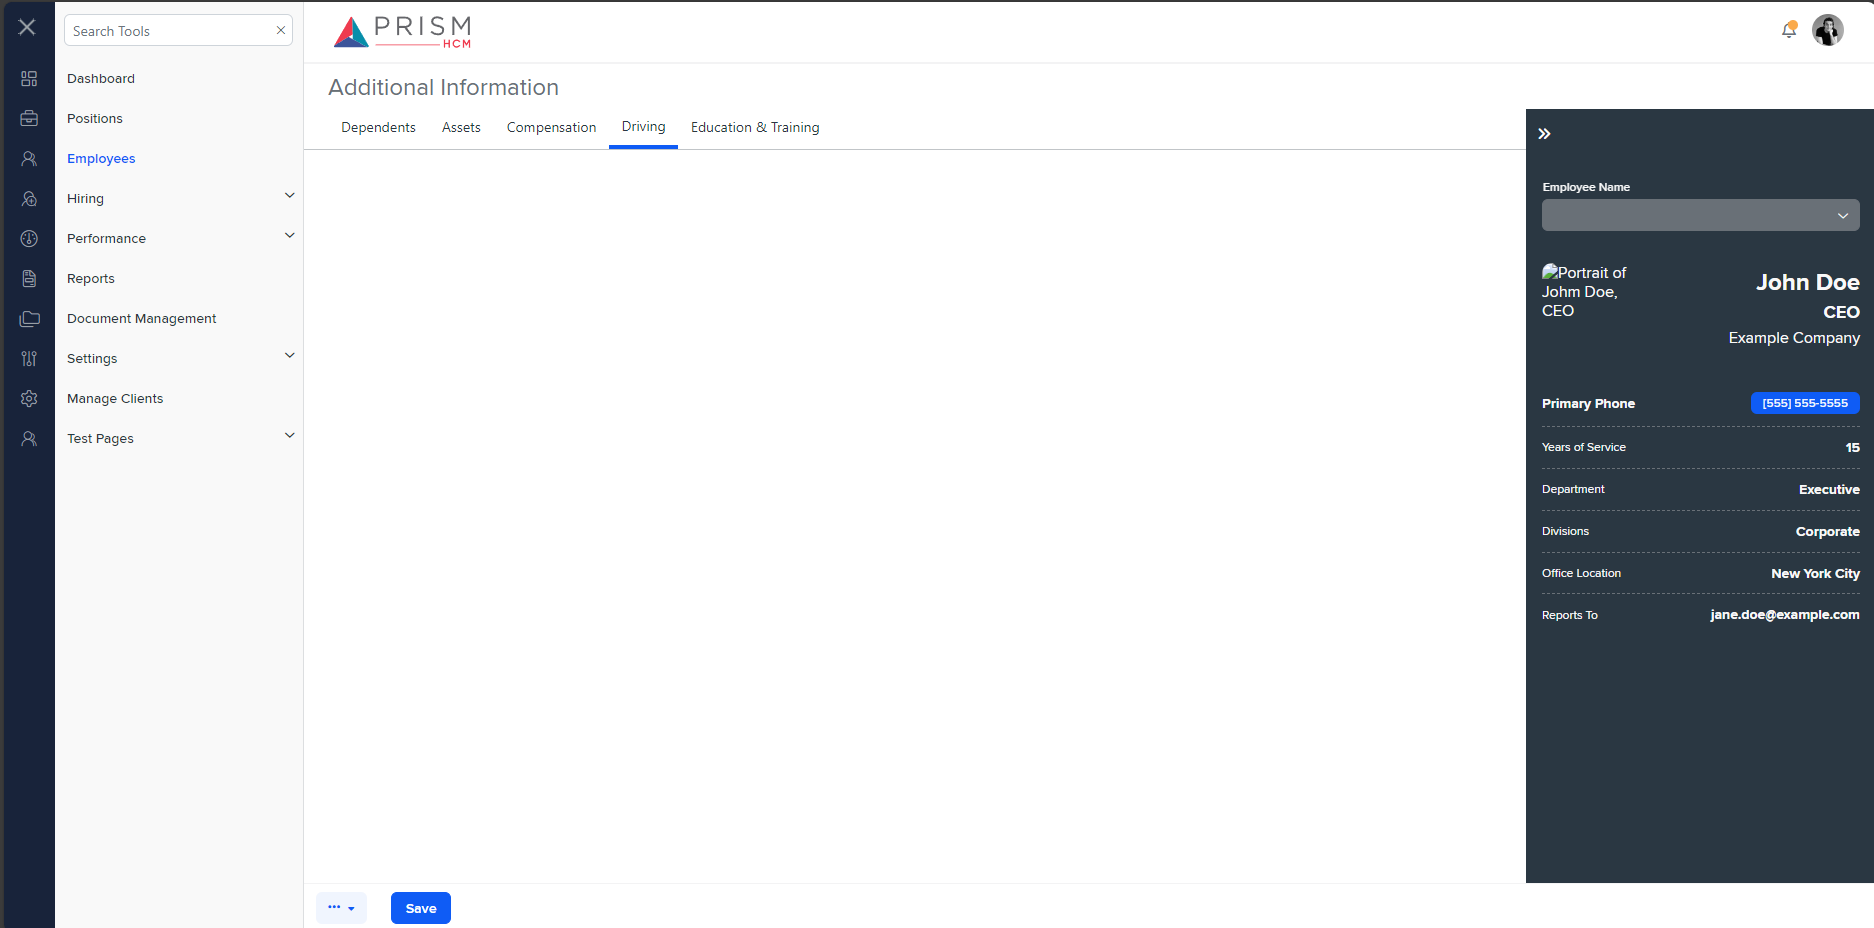 Search Tools
Dashboard
Positions
Employees
Hiring
Performance
Reports
Document Management
Settings
Manage Clients
Test Pages
PRISM
HCM
Additional Information
Dependents Assets Compensation Driving Education & Training
Employee Name
Portrait of
Johm Doe,
CEO
John Doe
CEO
Example Company
Primary Phone [555] 555-5555
Years of Service 15
Department Executive
Divisions Corporate
Office Location New York City
Reports To jane.doe@example.com
... Save